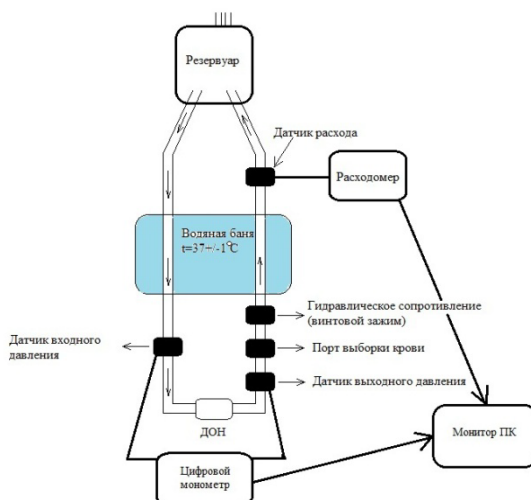 Резервуар
Датчик расхода
Расходомер
Водяная баня
t=37+/-1°C
Гидравлическое сопротивление
(винтовой зажим)
Датчик входного
давления
Порт выборки крови
Датчик выходного давления
ДОН
Монитор ПК
Цифровой
монометр